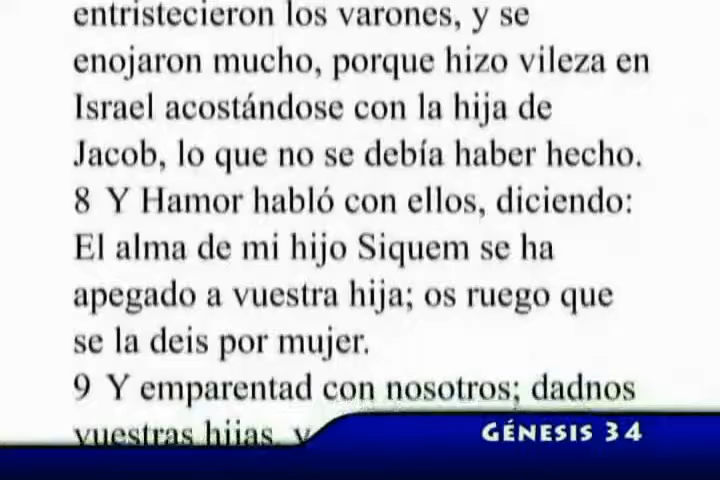 entristecieron los varones, y se
enojaron mucho, porque hizo vileza en
Israel acostándose con la hija de
Jacob, lo que no se debía haber hecho.
8 Y Hamor habló con ellos, diciendo:
El alma de mi hijo Siquem se ha
apegado a vuestra hija; os ruego que
se la deis por mujer.
9 Y emparentad con nosotros; dadnos
vuestras hijas, y
GÉNESIS 34